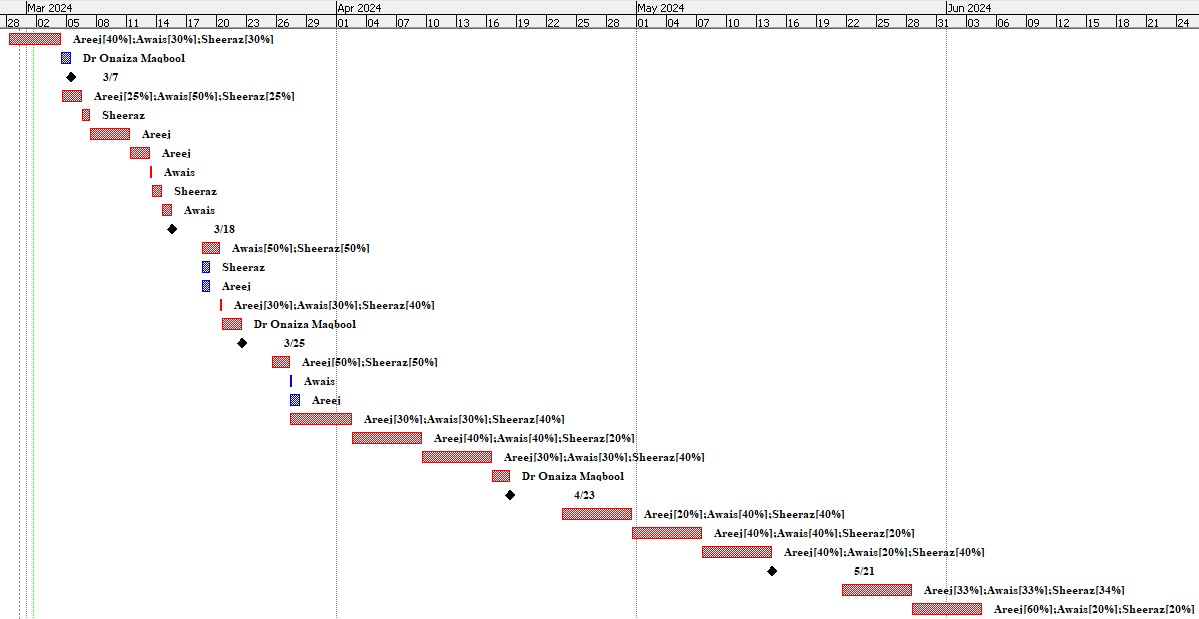 Mar 2024 Apr 2024 May 2024 Jun 2024
28 02 05 08 11 14 17 20 23 26 29 01 04 07 10 13 16 19 22 25 28 01 04 07 10 13 16 19 22 25 28 31 03 06 09 12 15 18 21 24
Areej[40%];Awais[30%];Sheeraz[30%]
Dr Onaiza Maqbool
3/7
Areej[25%];Awais[50%];Sheeraz[25%]
Sheeraz
Areej
Areej
Awais
Sheeraz
Awais
3/18
Awais[50%];Sheeraz[50%]
Sheeraz
Areej
Areej[30%];Awais[30%];Sheeraz[40%]
Dr Onaiza Maqbool
3/25
Areej[50%];Sheeraz[50%]
Awais
Areej
Areej[30%];Awais[30%];Sheeraz[40%]
Areej[40%];Awais[40%];Sheeraz[20%]
Areej[30%];Awais[30%];Sheeraz[40%]
Dr Onaiza Maqbool
4/23
Areej[20%];Awais[40%];Sheeraz[40%]
Areej[40%];Awais[40%];Sheeraz[20%]
Areej[40%];Awais[20%];Sheeraz[40%]
5/21
Areej[33%];Awais[33%];Sheeraz[34%]
Areej[60%];Awais[20%];Sheeraz[20%]